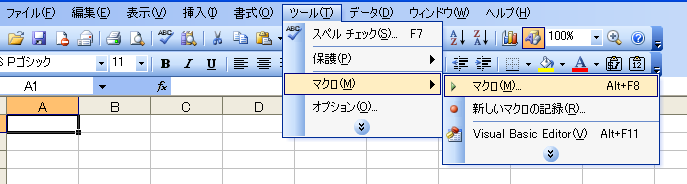 ファイル(F) 編集(E) 表示(V) 挿入(I) 書式(O) ツール(T) データ(D) ウィンドウ(W) ヘルプ(H)
ABC スペル チェック(S)... F7
100%
S Pゴシック 11 B
保護(P)
A1 fx
マクロ(M)
マクロ(M)... Alt+F8
A B C D
オプション(O)...
新しいマクロの記録(R)...
Visual Basic Editor(V) Alt+F11